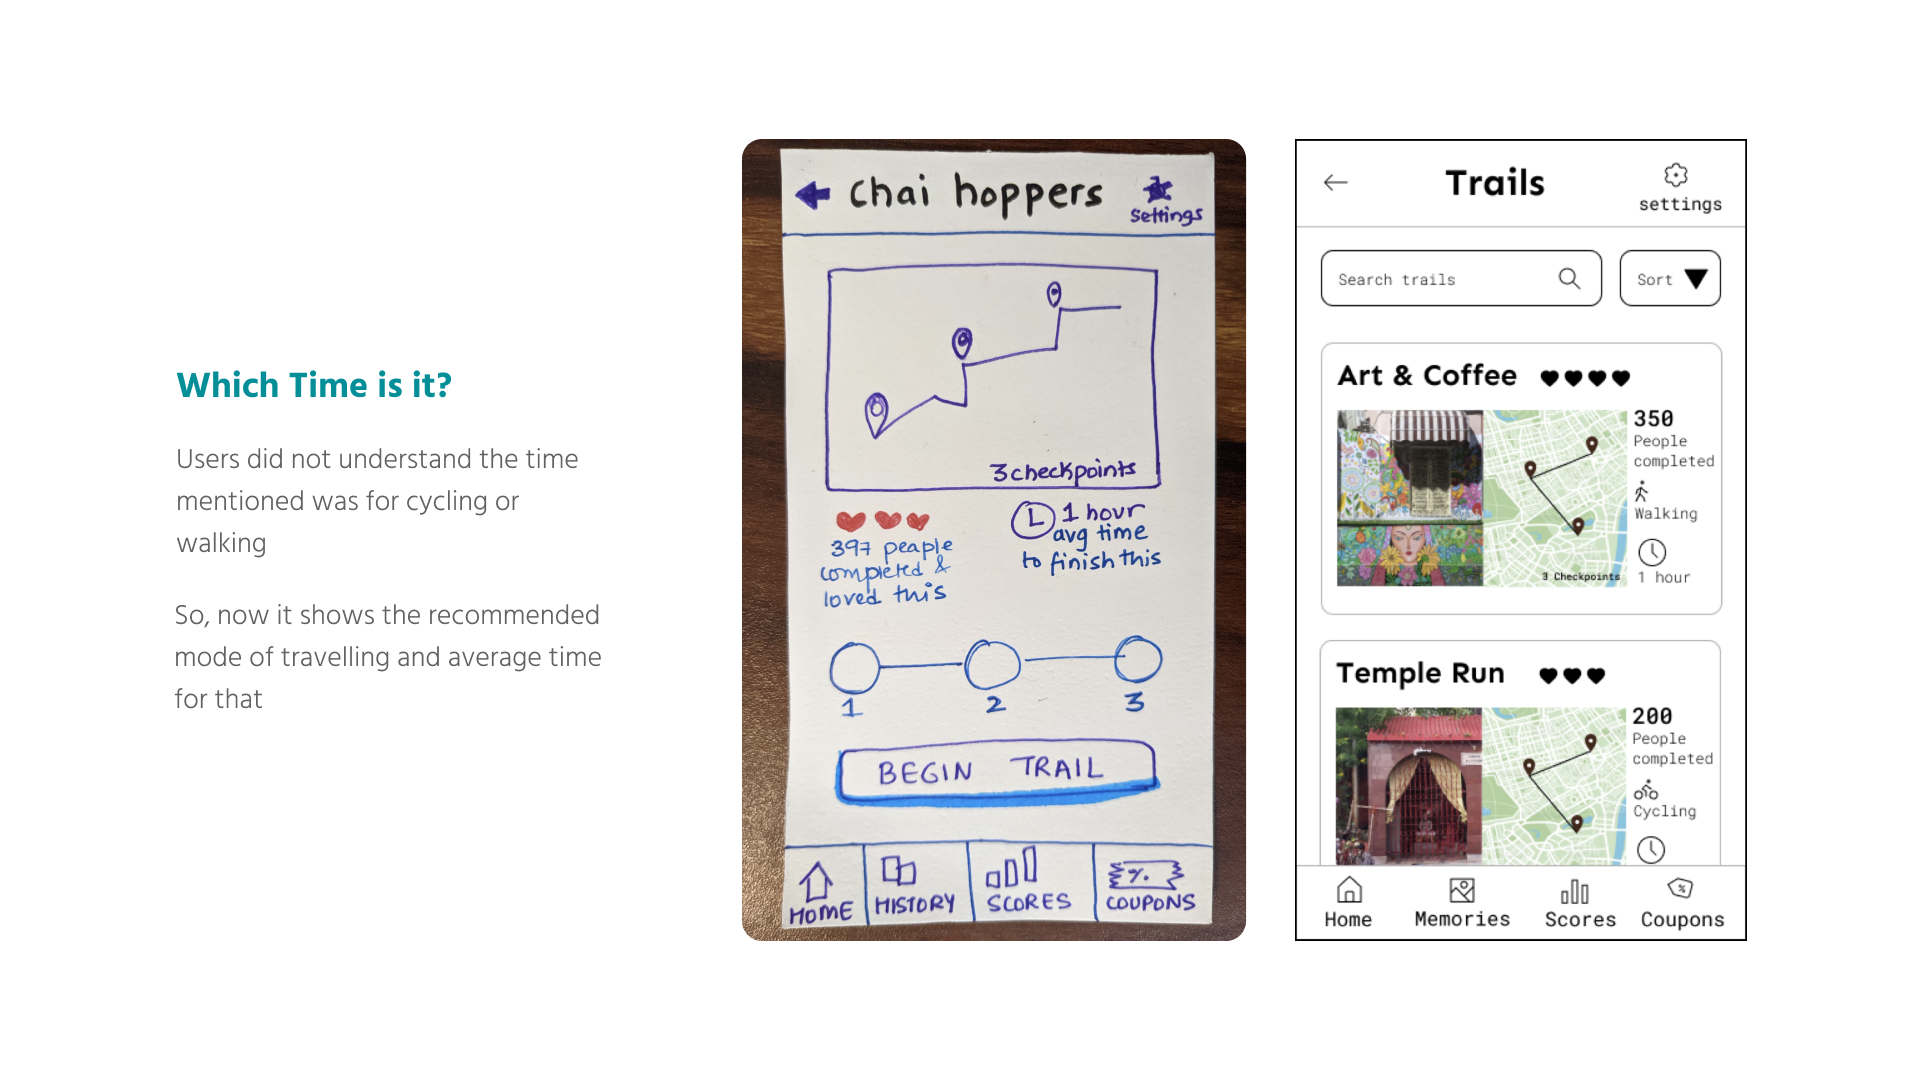 Which Time is it?
Users did not understand the time
mentioned was for cycling or
walking
So, now it shows the recommended
mode of travelling and average time
for that
chai hoppers
settings
3 checkpoints
397 peaple
completed &
loved this
L
1 hour
avg time
to finish this
1
2
3
BEGIN TRAIL
HOME
HISTORY
SCORES
%
COUPONS
Trails
settings
Search trails
Sort
Art & Coffee
350
People
completed
Walking
1 hour
3 Checkpoints
Temple Run
200
People
completed
Cycling
Home
Memories
Scores
%
Coupons